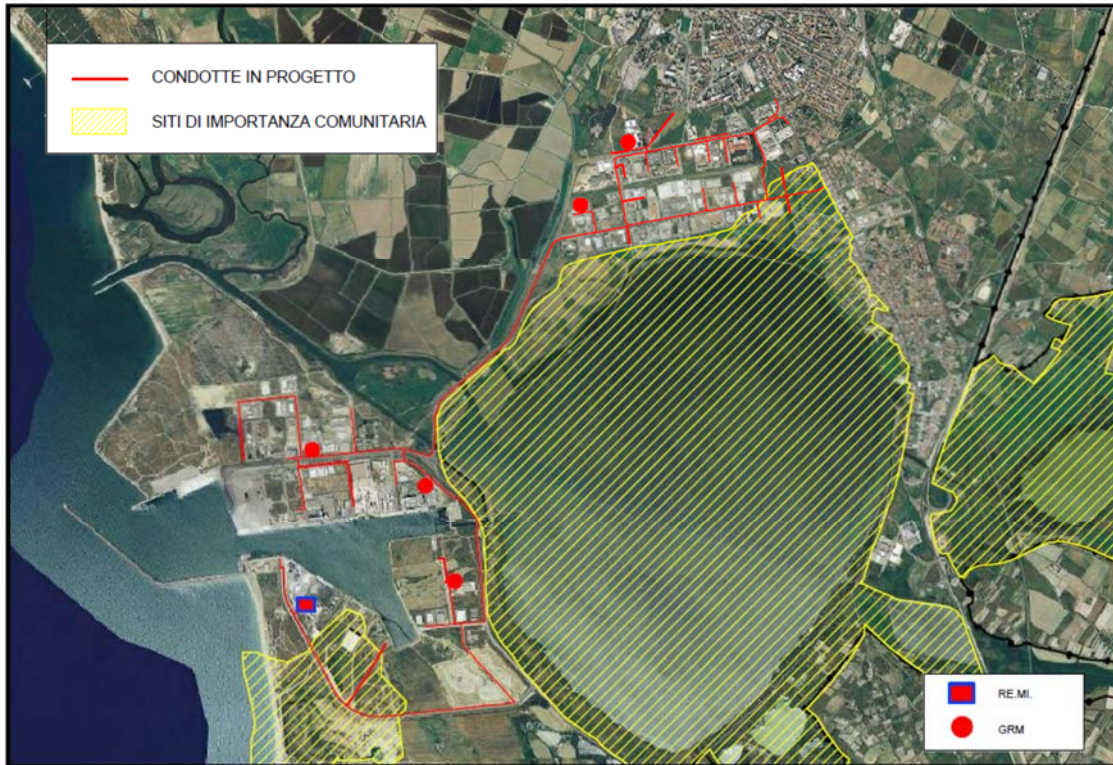 CONDOTTE IN PROGETTO
SITI DI IMPORTANZA COMUNITARIA
RE.MI.
GRM